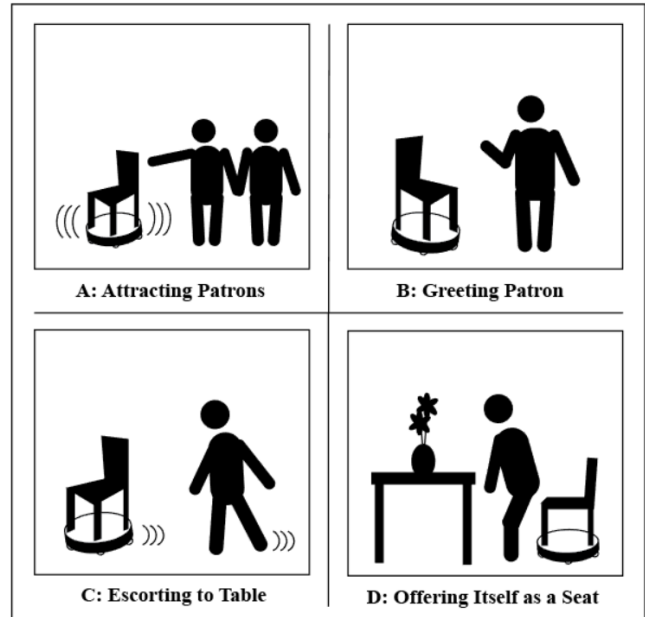 A: Attracting Patrons
B: Greeting Patron
C: Escorting to Table
D: Offering Itself as a Seat